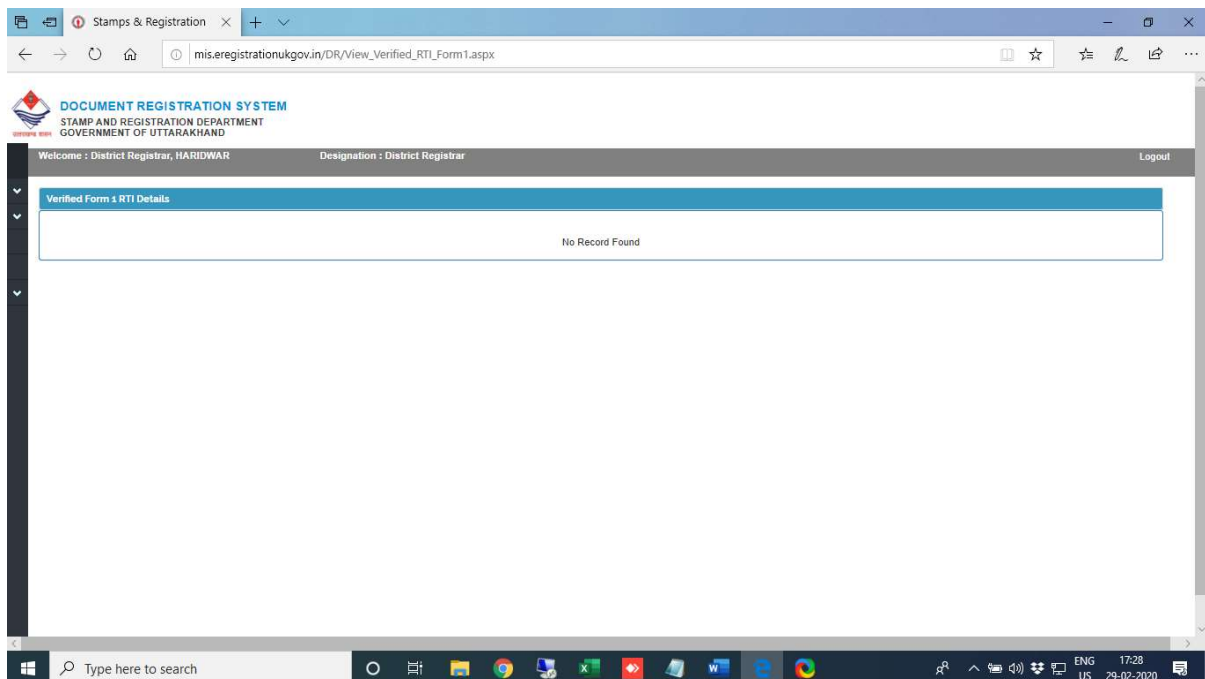 Stamps & Registration
mis.eregistrationukgov.in/DR/View_Verified_RTI_Form1.aspx
DOCUMENT REGISTRATION SYSTEM
STAMP AND REGISTRATION DEPARTMENT
GOVERNMENT OF UTTARAKHAND
Welcome : District Registrar, HARIDWAR Designation : District Registrar Logout
Verified Form 1 RTI Details
No Record Found
Type here to search
ENG 17:28
US 29-02-2020